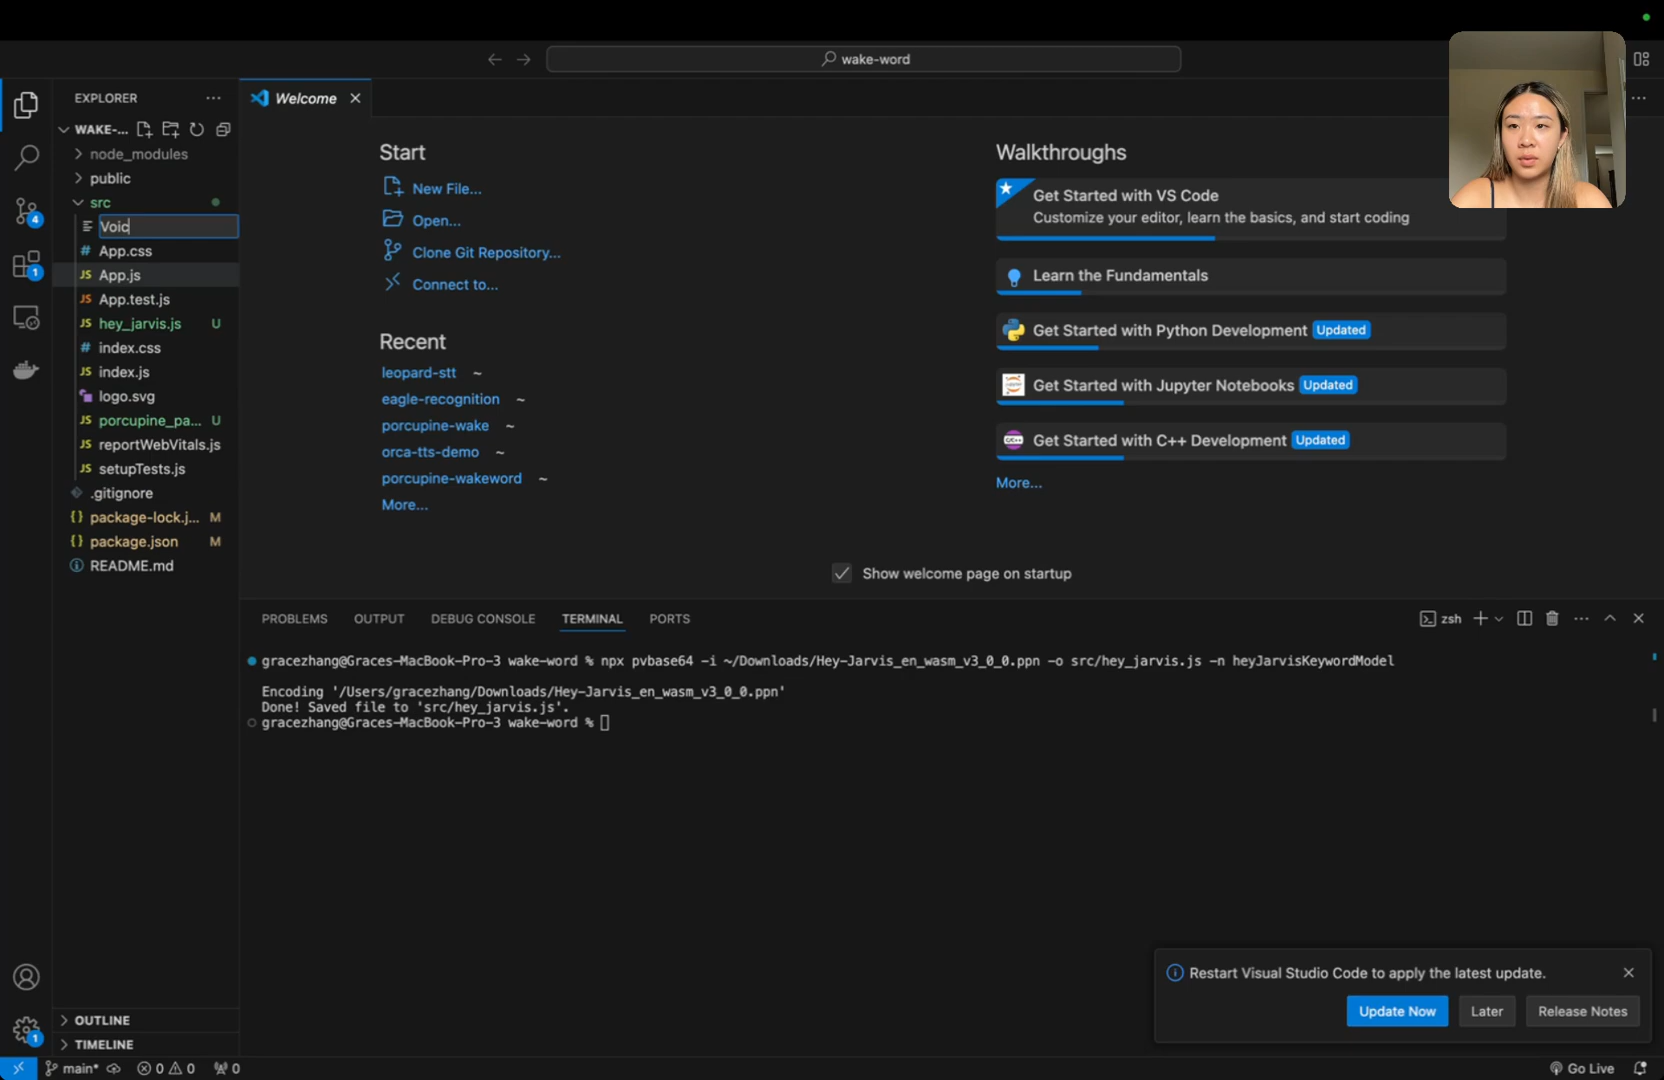 wake-word
EXPLORER
Welcome
WAKE-...
node_modules
public
src
Voic
App.css
App.js
App.test.js
hey_jarvis.js U
index.css
index.js
logo.svg
porcupine_pa... U
reportWebVitals.js
setupTests.js
.gitignore
package-lock.j... M
package.json M
README.md
OUTLINE
TIMELINE
Start
New File...
Open...
Clone Git Repository...
Connect to...
Recent
leopard-stt ~
eagle-recognition ~
porcupine-wake ~
orca-tts-demo ~
porcupine-wakeword ~
More...
Walkthroughs
Get Started with VS Code
Customize your editor, learn the basics, and start coding
Learn the Fundamentals
Get Started with Python Development Updated
Get Started with Jupyter Notebooks Updated
Get Started with C++ Development Updated
More...
Show welcome page on startup
PROBLEMS OUTPUT DEBUG CONSOLE TERMINAL PORTS
zsh
gracezhang@Graces-MacBook-Pro-3 wake-word % npx pvbase64 -i ~/Downloads/Hey-Jarvis_en_wasm_v3_0_0.ppn -o src/hey_jarvis.js -n heyJarvisKeywordModel
Encoding '/Users/gracezhang/Downloads/Hey-Jarvis_en_wasm_v3_0_0.ppn'
Done! Saved file to 'src/hey_jarvis.js'.
gracezhang@Graces-MacBook-Pro-3 wake-word %
Restart Visual Studio Code to apply the latest update.
Update Now Later Release Notes
4
1
1
main* 0 0 0
Go Live